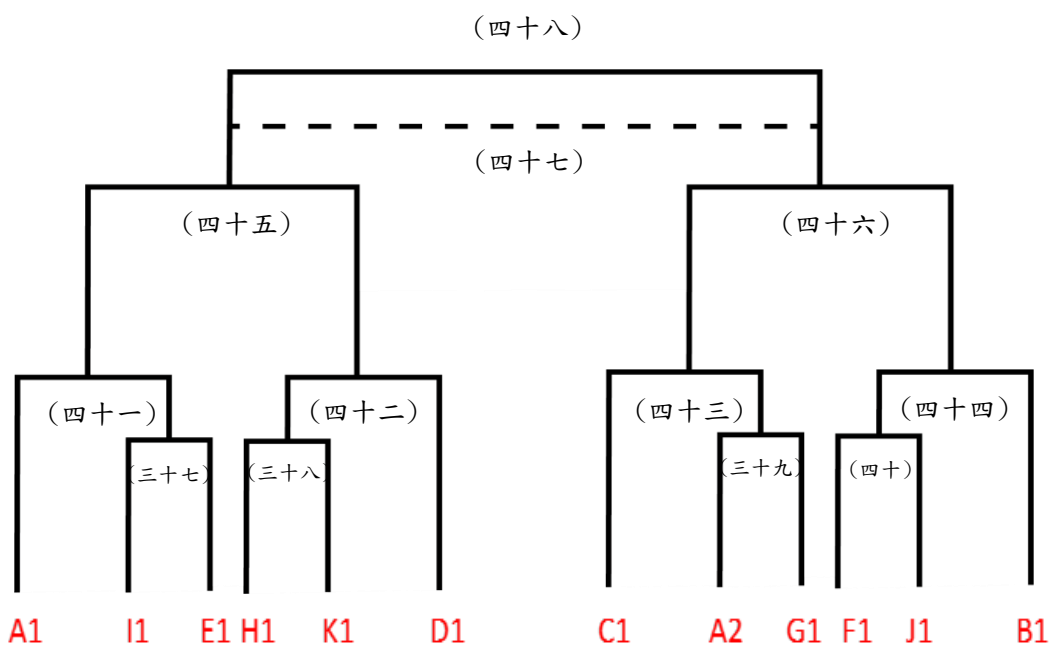 （四十八）
（四十七）
（四十五） （四十六）
（四十一） （四十二） （四十三） （四十四）
（三十七） （三十八） （三十九） （四十）
A1 I1 E1 H1 K1 D1 C1 A2 G1 F1 J1 B1